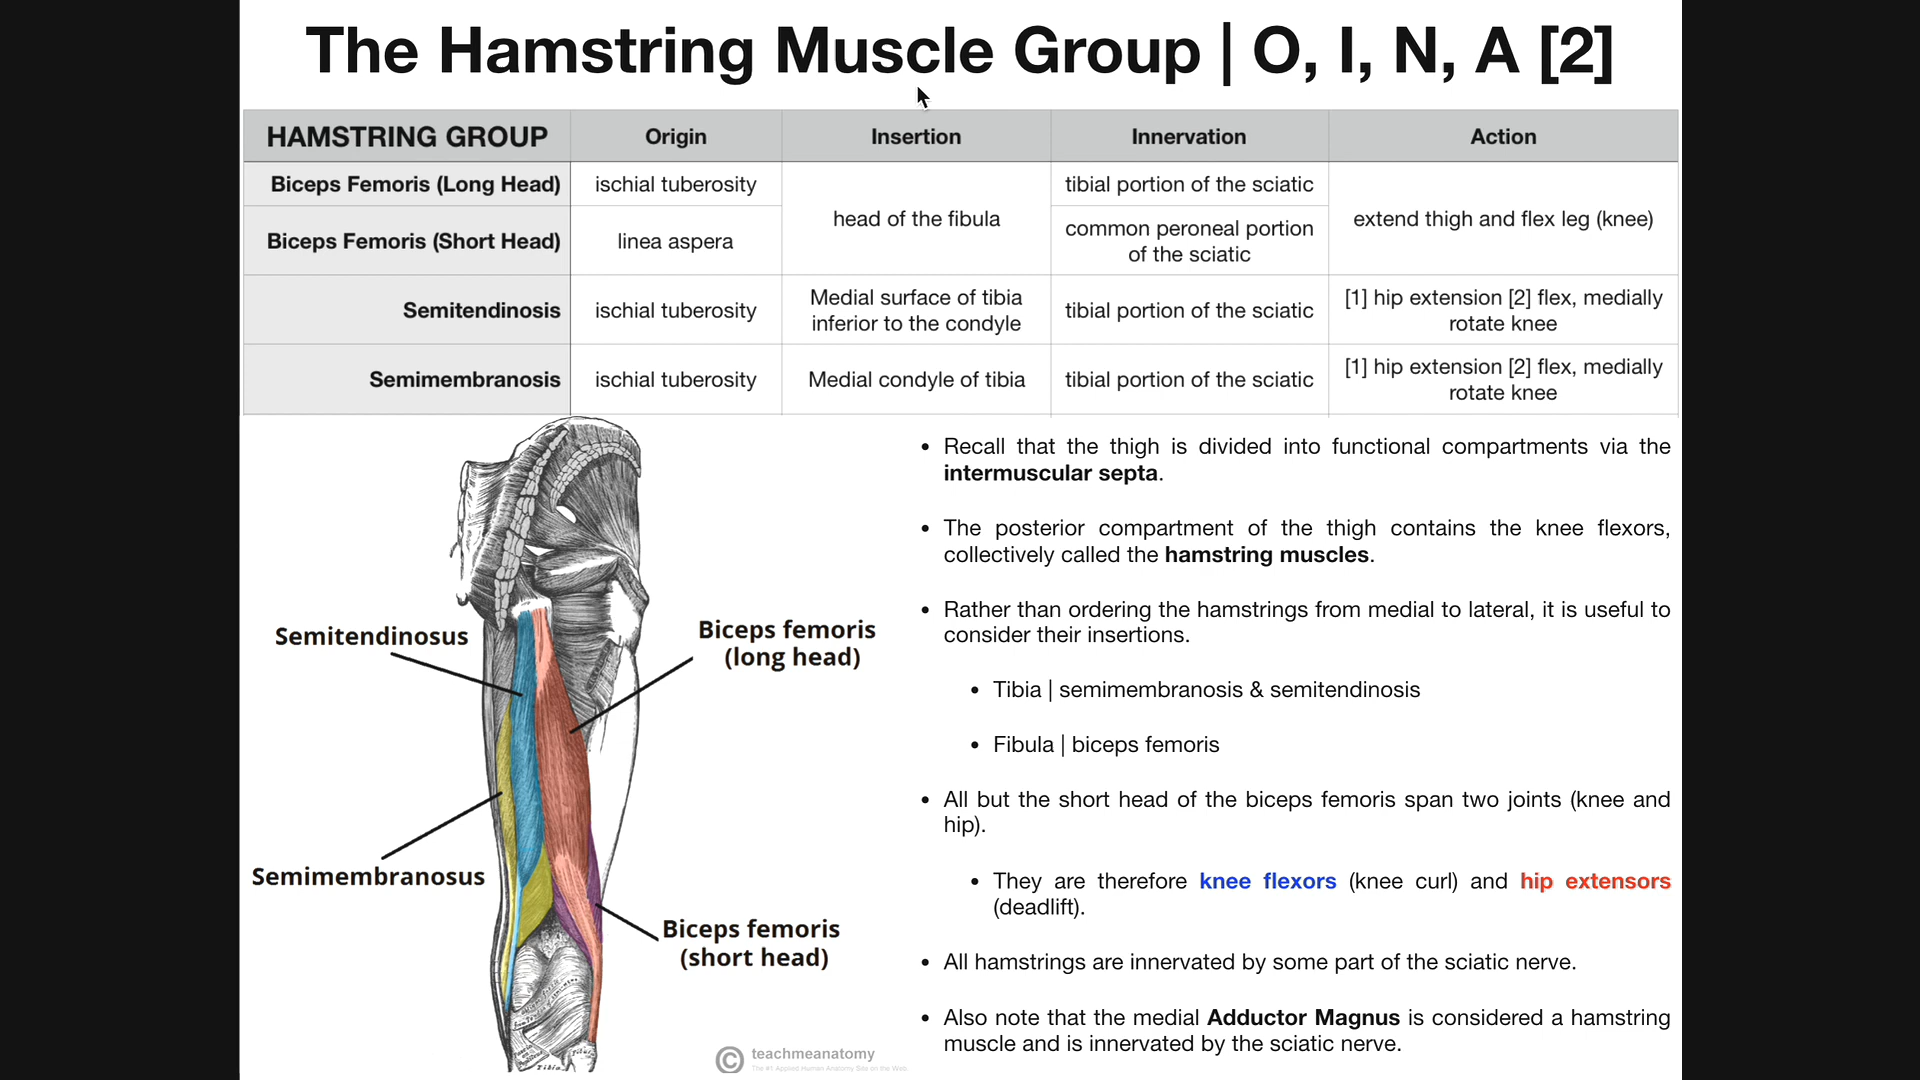 The Hamstring Muscle Group | O, I, N, A [2]
HAMSTRING GROUP Origin Insertion Innervation Action
Biceps Femoris (Long Head) ischial tuberosity head of the fibula tibial portion of the sciatic extend thigh and flex leg (knee)
Biceps Femoris (Short Head) linea aspera common peroneal portion
of the sciatic
Semitendinosis ischial tuberosity Medial surface of tibia
inferior to the condyle tibial portion of the sciatic [1] hip extension [2] flex, medially
rotate knee
Semimembranosis ischial tuberosity Medial condyle of tibia tibial portion of the sciatic [1] hip extension [2] flex, medially
rotate knee
Semitendinosus
Biceps femoris
(long head)
Semimembranosus
Biceps femoris
(short head)
Tibia
© teachmeanatomy
The #1 Applied Human Anatomy Site on the Web.
• Recall that the thigh is divided into functional compartments via the
intermuscular septa.
• The posterior compartment of the thigh contains the knee flexors,
collectively called the hamstring muscles.
• Rather than ordering the hamstrings from medial to lateral, it is useful to
consider their insertions.
• Tibia | semimembranosis & semitendinosis
• Fibula | biceps femoris
• All but the short head of the biceps femoris span two joints (knee and
hip).
• They are therefore knee flexors (knee curl) and hip extensors
(deadlift).
• All hamstrings are innervated by some part of the sciatic nerve.
• Also note that the medial Adductor Magnus is considered a hamstring
muscle and is innervated by the sciatic nerve.